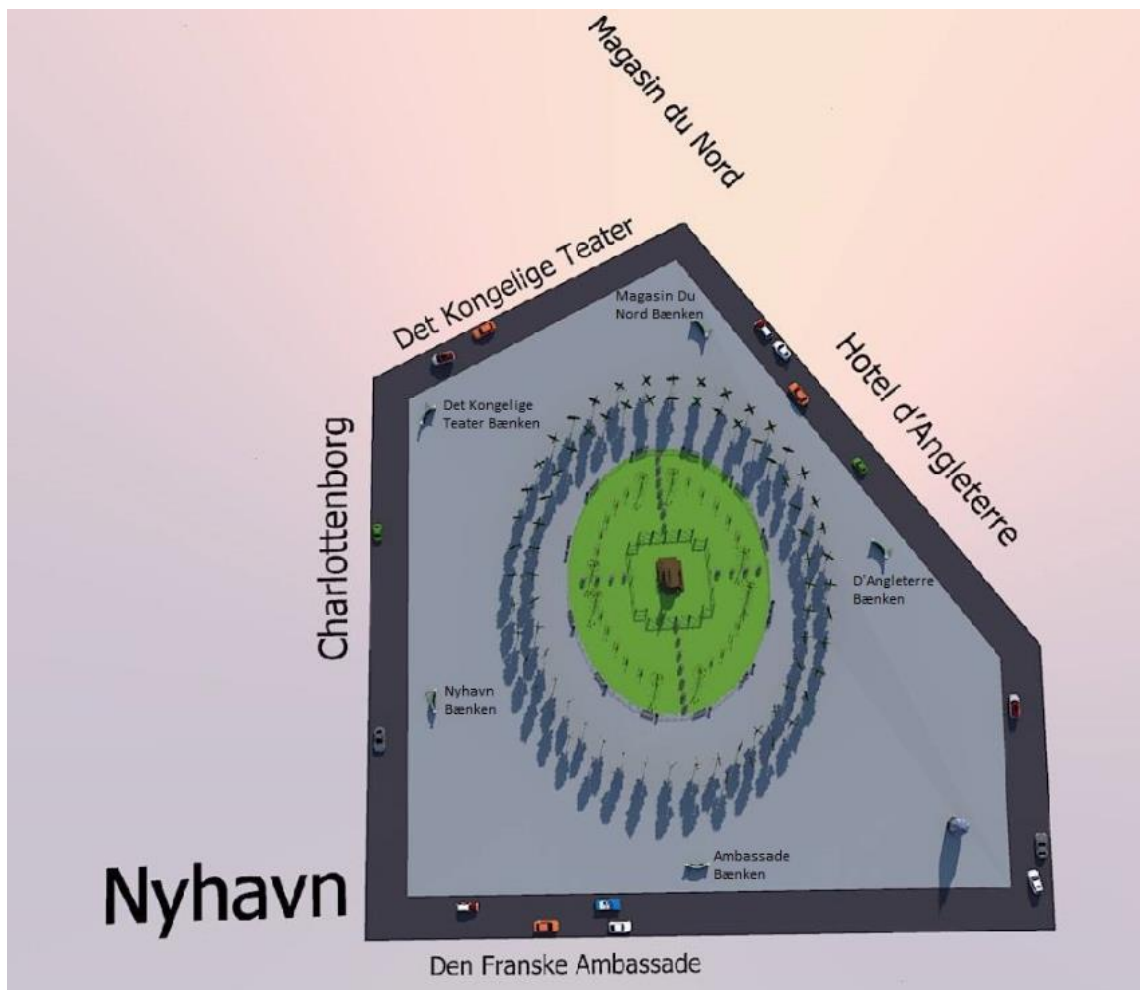 Magasin du Nord
Det Kongelige Teater
Magasin Du
Nord Bænken
Hotel d'Angleterre
Det Kongelige
Teater Bænken
Charlottenborg
D'Angleterre
Bænken
Nyhavn
Bænken
Ambassade
Bænken
Nyhavn
Den Franske Ambassade